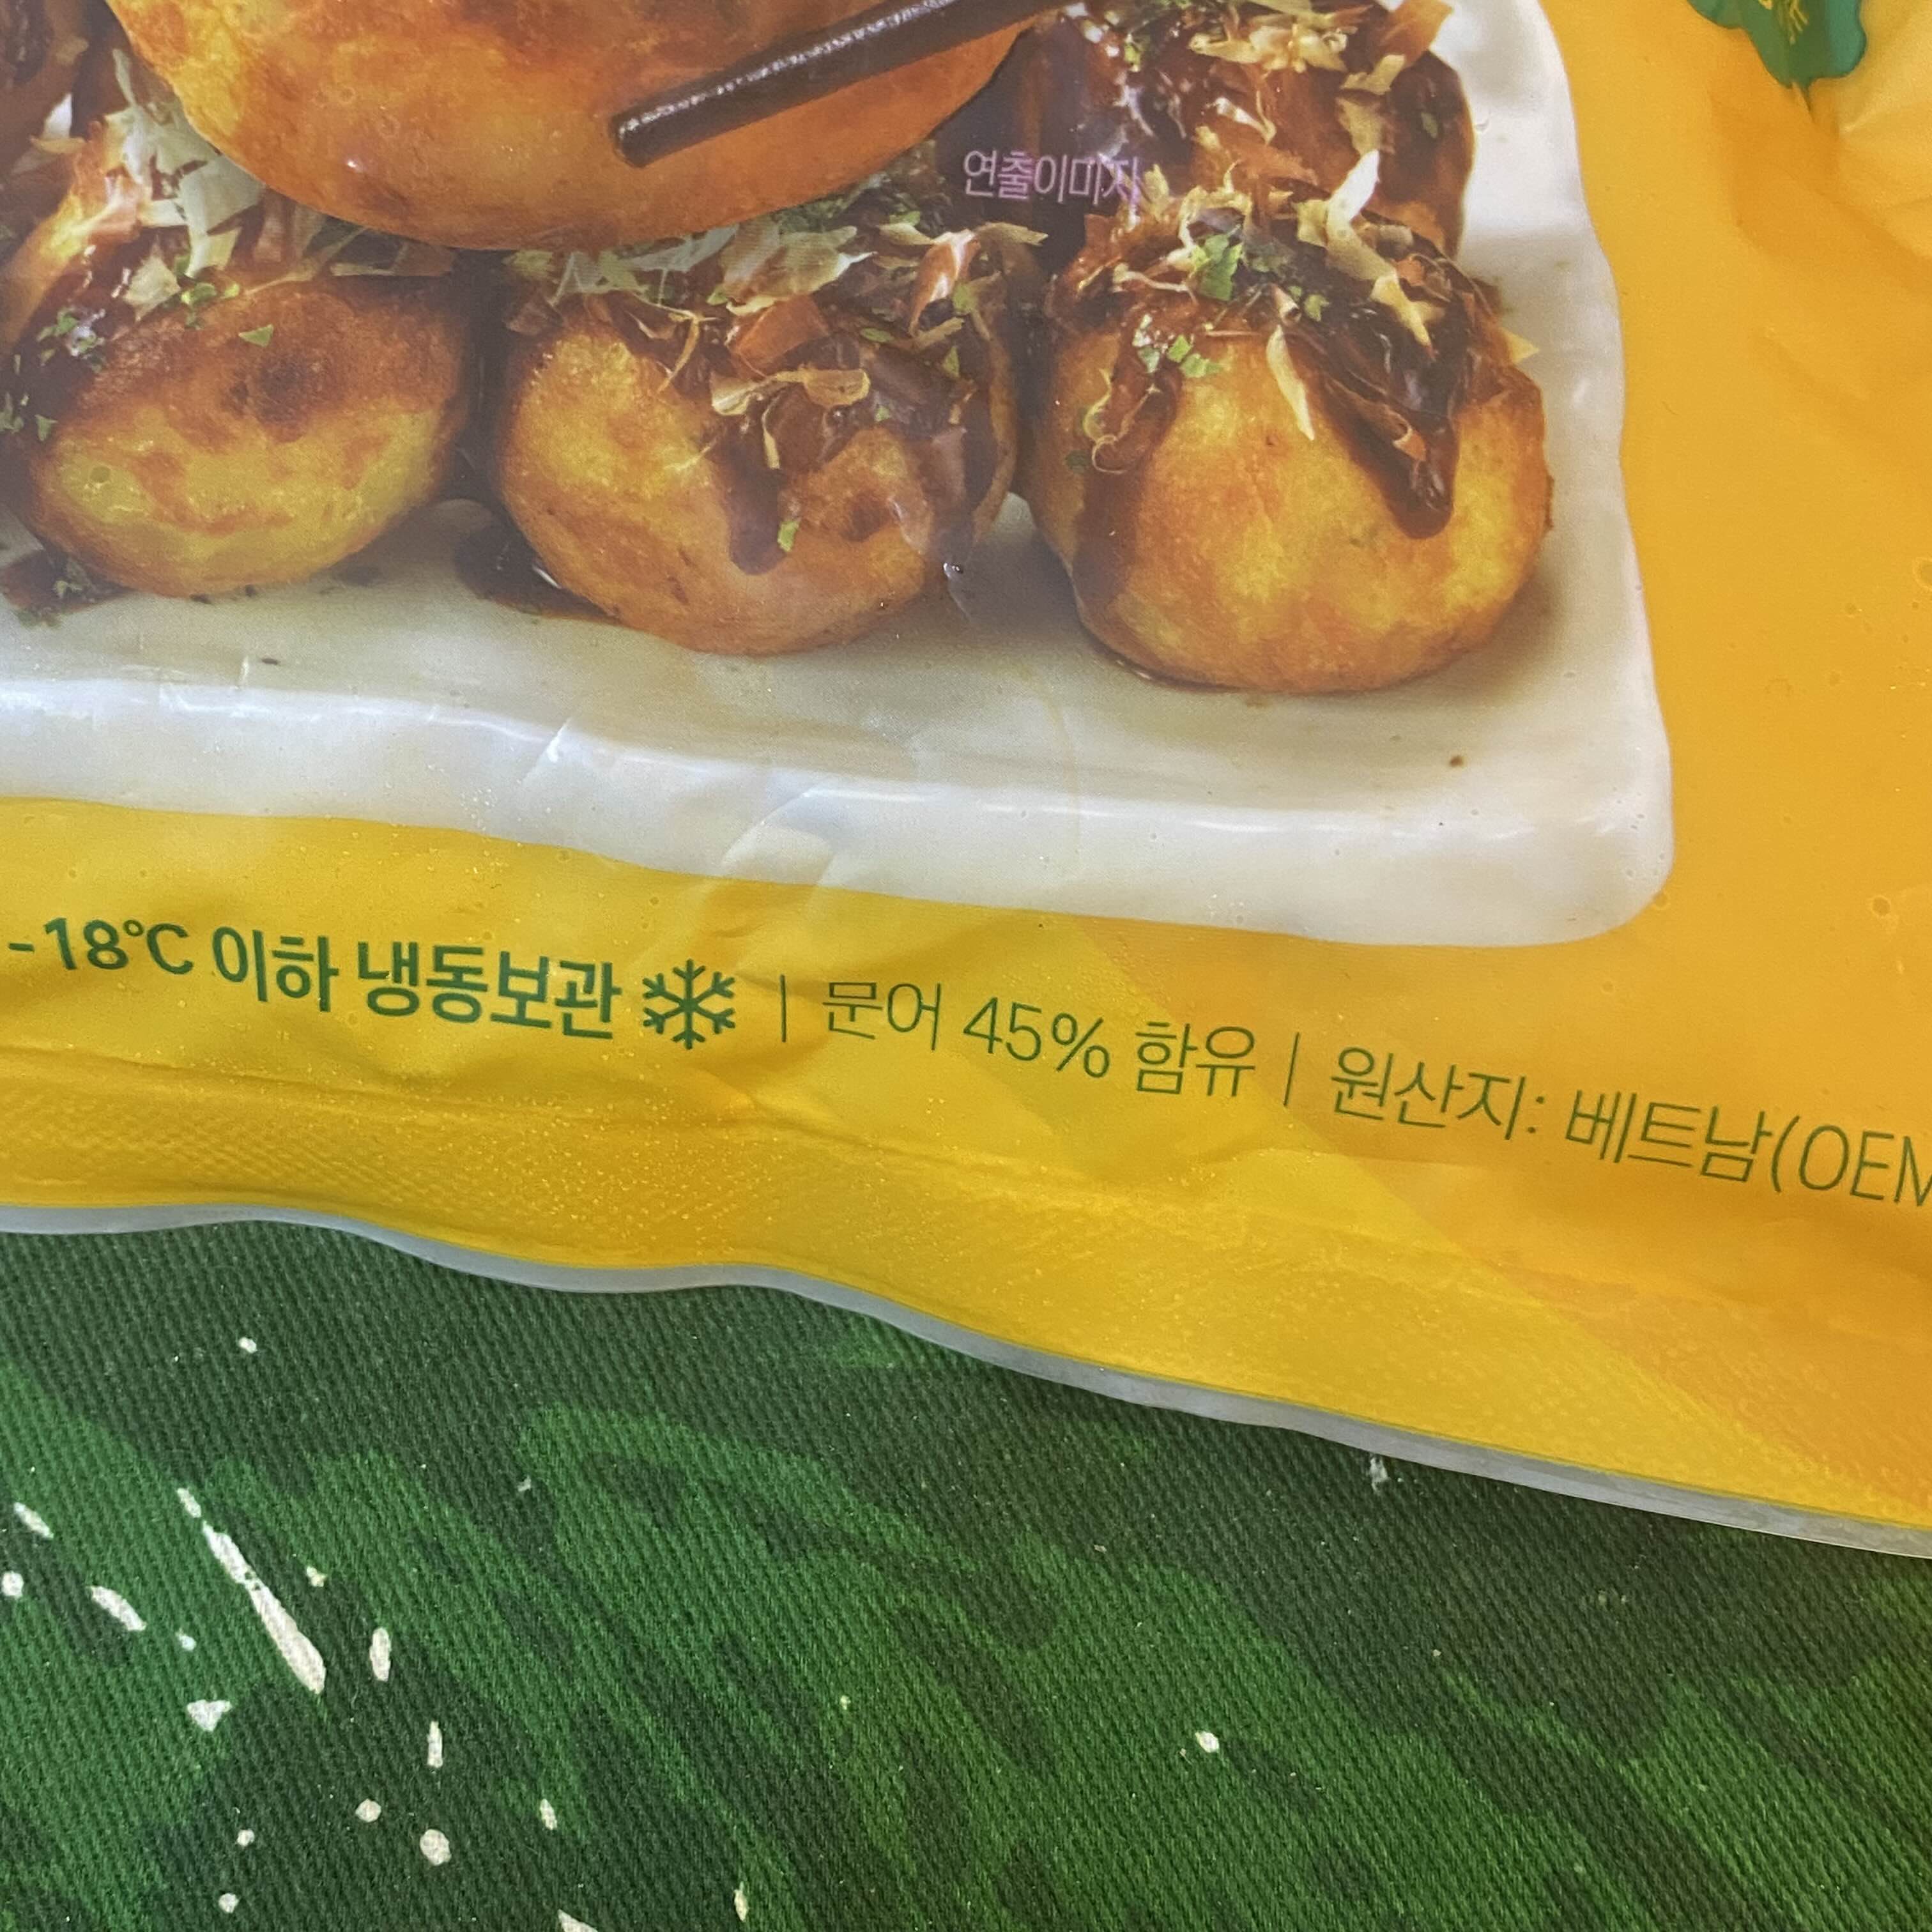 연출이미지
-18℃ 이하 냉동보관 | 문어 45% 함유 | 원산지: 베트남(OEM